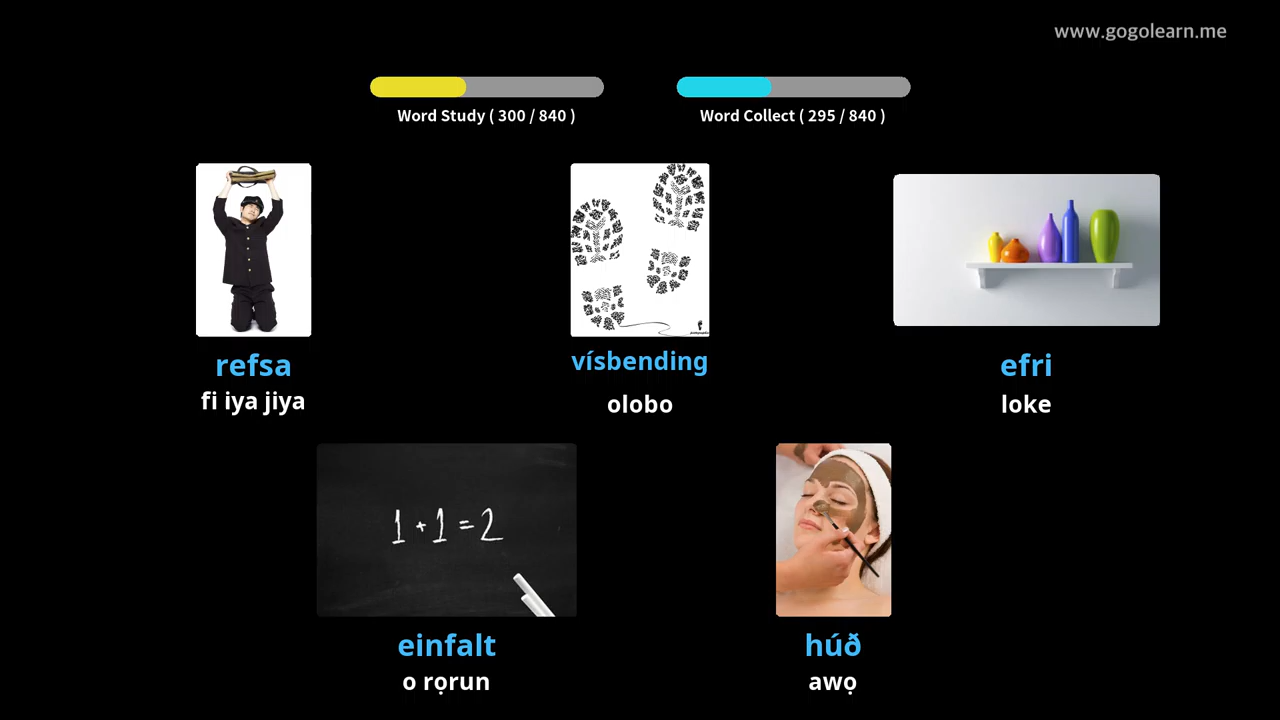 www.gogolearn.me
Word Study ( 300 / 840 )
Word Collect ( 295 / 840 )
refsa
fi iya jiya
vísbending
olobo
efri
loke
1 + 1 = 2
einfalt
o rọrun
húð
awọ